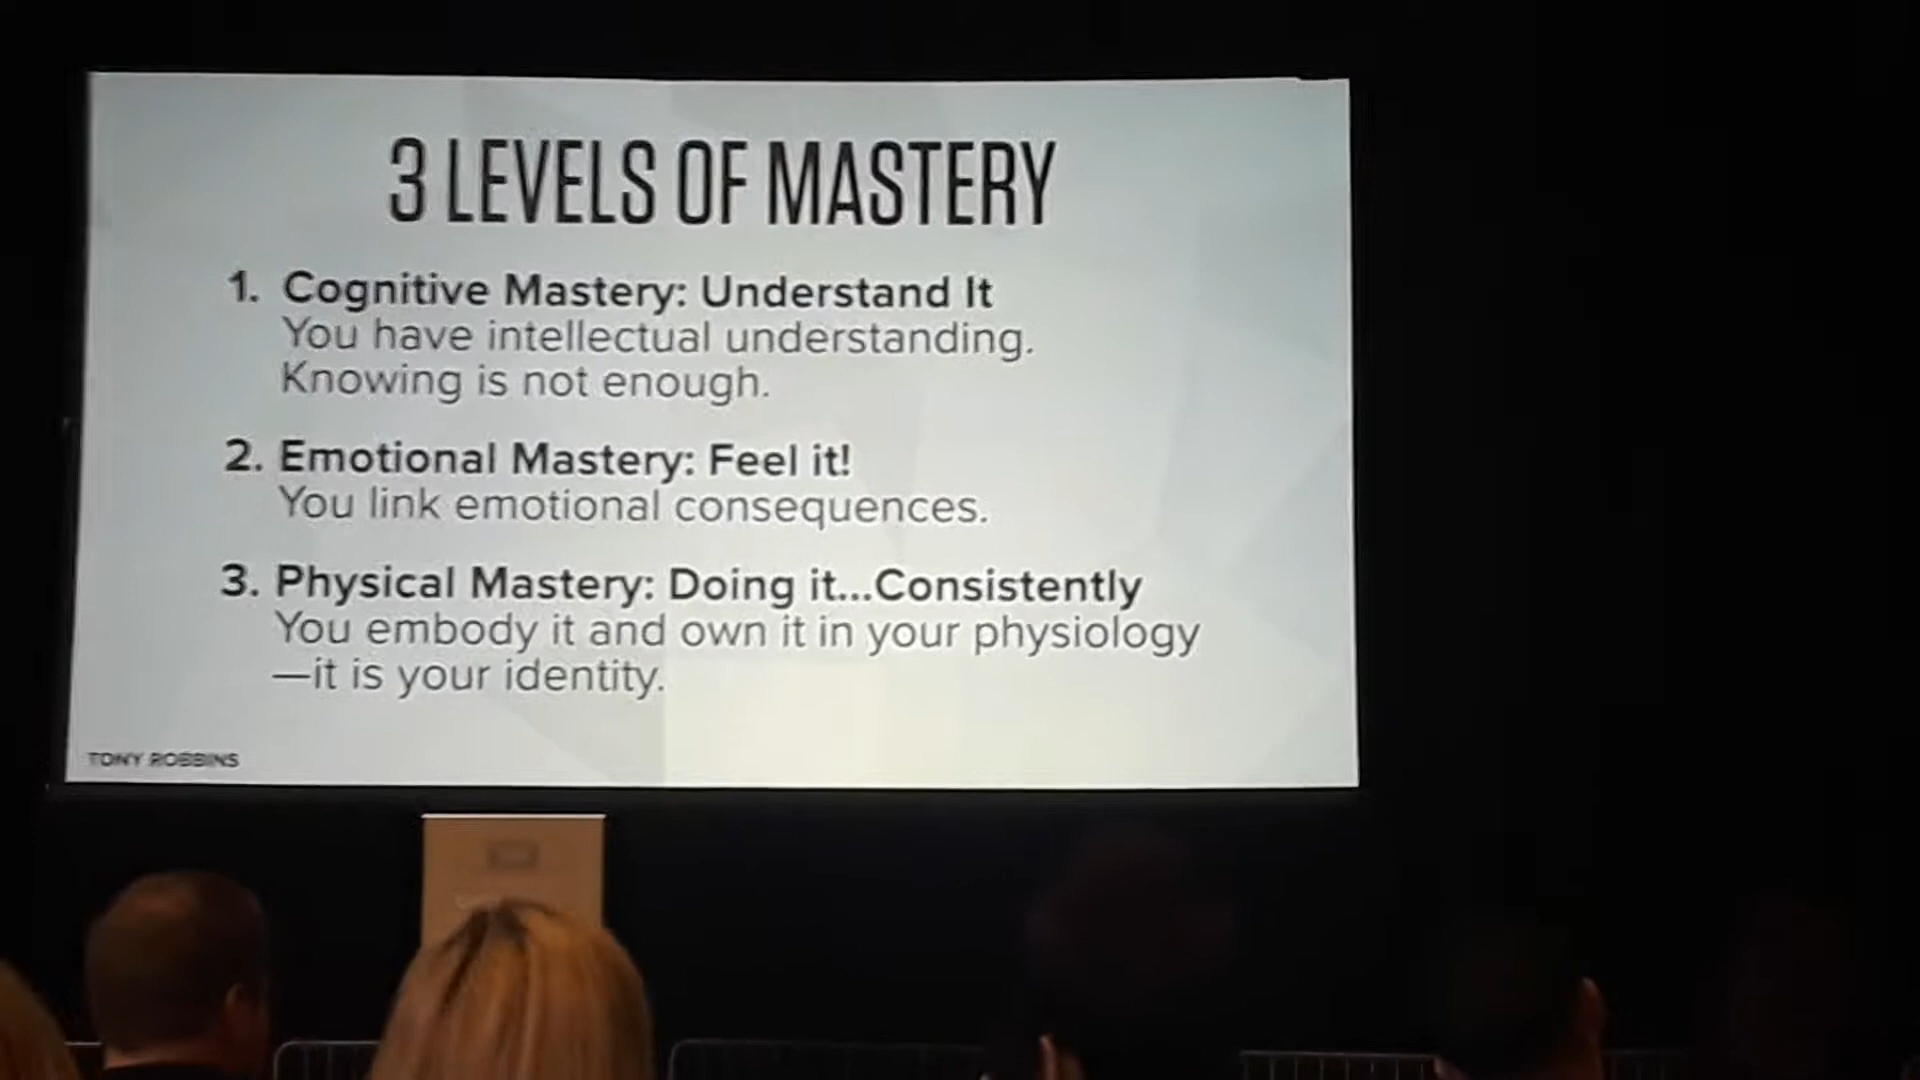 3 LEVELS OF MASTERY
1. Cognitive Mastery: Understand It
You have intellectual understanding.
Knowing is not enough.
2. Emotional Mastery: Feel it!
You link emotional consequences.
3. Physical Mastery: Doing it...Consistently
You embody it and own it in your physiology
—it is your identity.
TONY ROBBINS